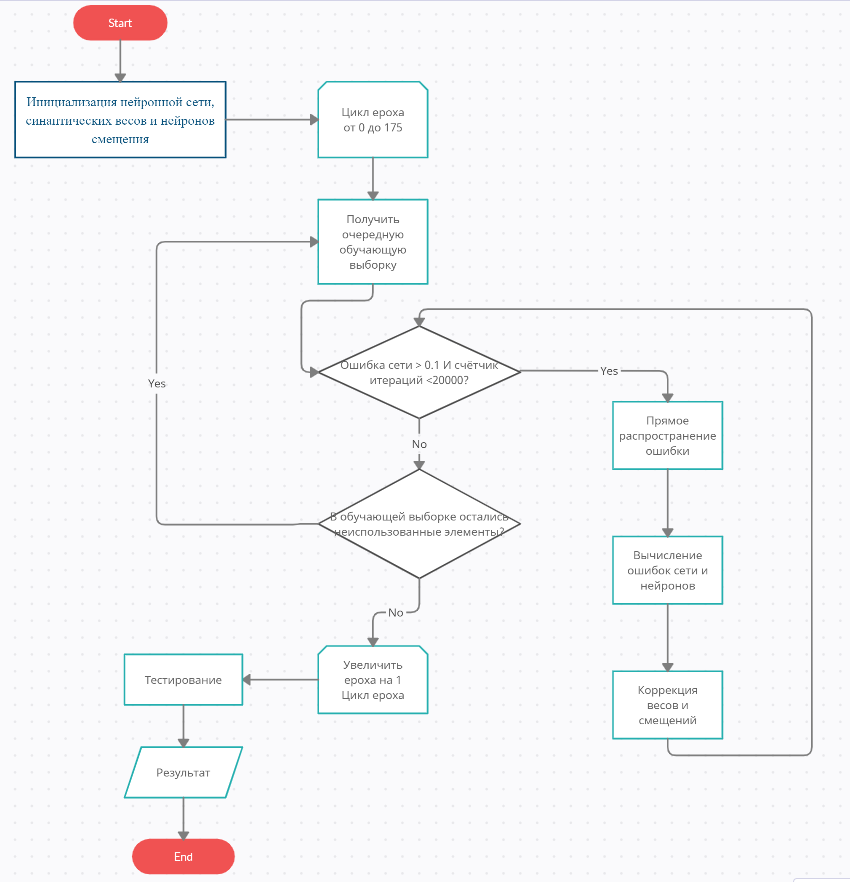 Start
Инициализация нейронной сети,
синаптических весов и нейронов
смещения
Цикл epoxa
от 0 до 175
Получить
очередную
обучающую
выборку
Ошибка сети > 0.1 И счётчик
итераций <20000?
Yes
Yes
Прямое
распространение
ошибки
No
В обучающей выборке остались
неиспользованные элементы?
Вычисление
ошибок сети и
нейронов
No
Увеличить
epoxa на 1
Цикл epoxa
Тестирование
Коррекция
весов и
смещений
Результат
End